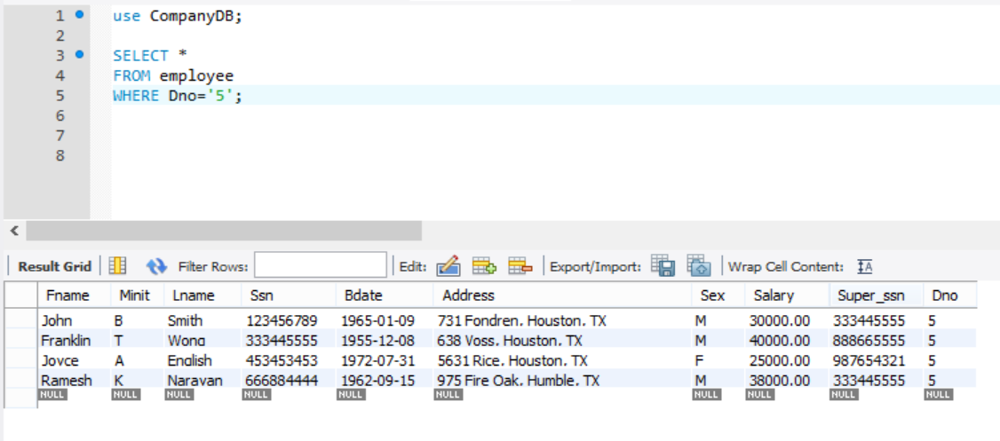 1 use CompanyDB;
2
3 SELECT *
4 FROM employee
5 WHERE Dno='5';
6
7
8
Result Grid Filter Rows: Edit: Export/Import: Wrap Cell Content: IA
Fname Minit Lname Ssn Bdate Address Sex Salary Super_ssn Dno
John B Smith 123456789 1965-01-09 731 Fondren, Houston, TX M 30000.00 333445555 5
Franklin T Wong 333445555 1955-12-08 638 Voss, Houston, TX M 40000.00 888665555 5
Joyce A English 453453453 1972-07-31 5631 Rice, Houston, TX F 25000.00 987654321 5
Ramesh K Narayan 666884444 1962-09-15 975 Fire Oak, Humble, TX M 38000.00 333445555 5
NULL NULL NULL NULL NULL NULL NULL NULL NULL NULL